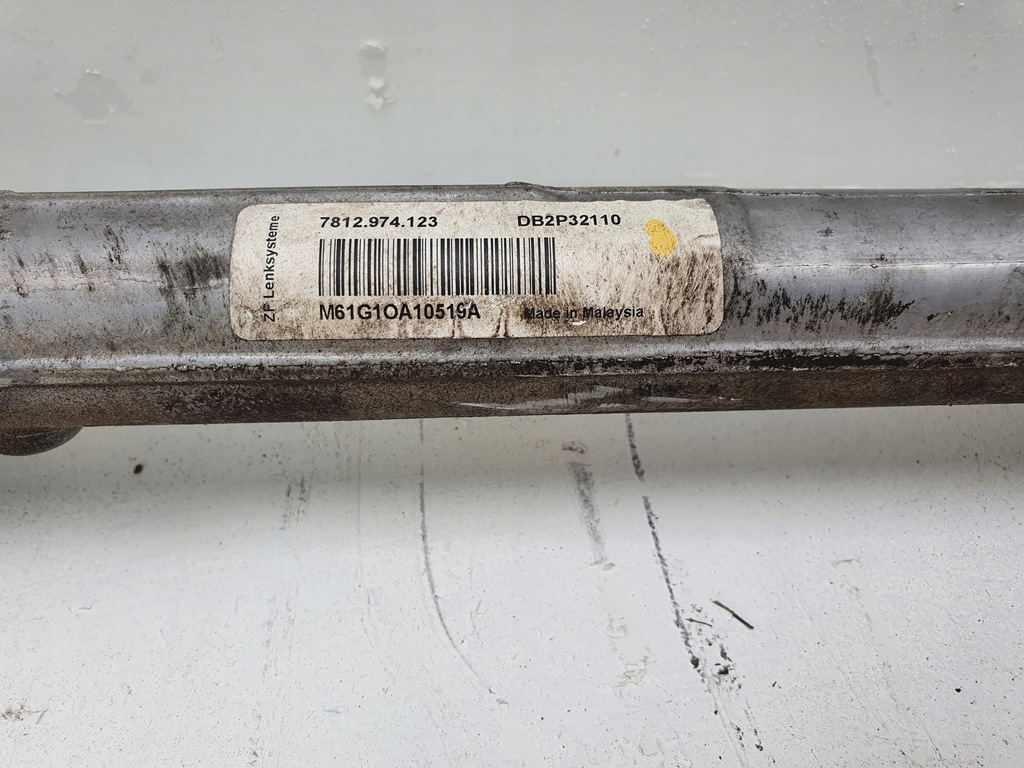 ZF Lenksysteme
7812.974.123 DB2P32110
M61G1OA10519A Made in Malaysia